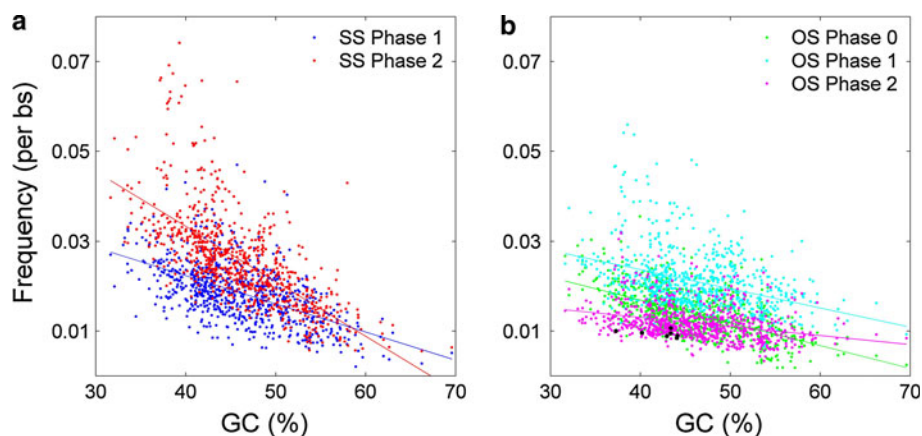 a
SS Phase 1
SS Phase 2
Frequency (per bs)
0.07
0.05
0.03
0.01
30 40 50 60 70
GC (%)
b
OS Phase 0
OS Phase 1
OS Phase 2
0.07
0.05
0.03
0.01
30 40 50 60 70
GC (%)